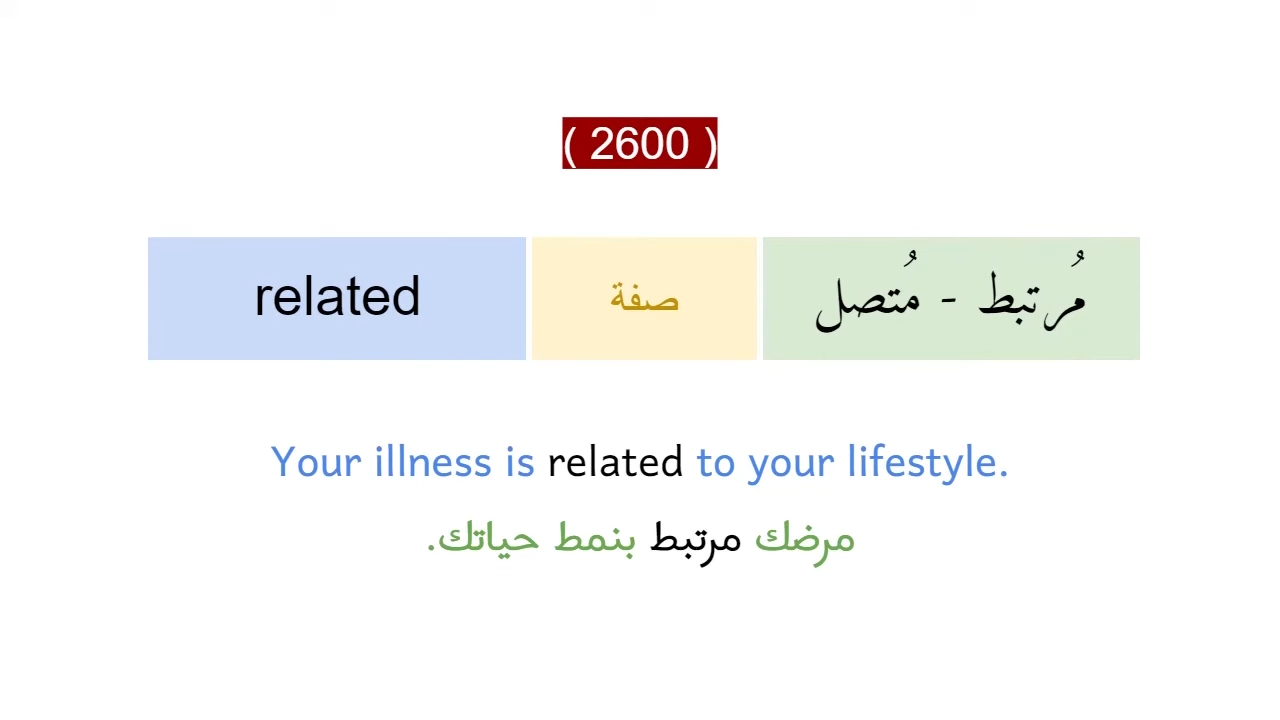 ( 2600 )
related صفة مُرتبط - مُتصل
Your illness is related to your lifestyle.
مرضك مرتبط بنمط حياتك.